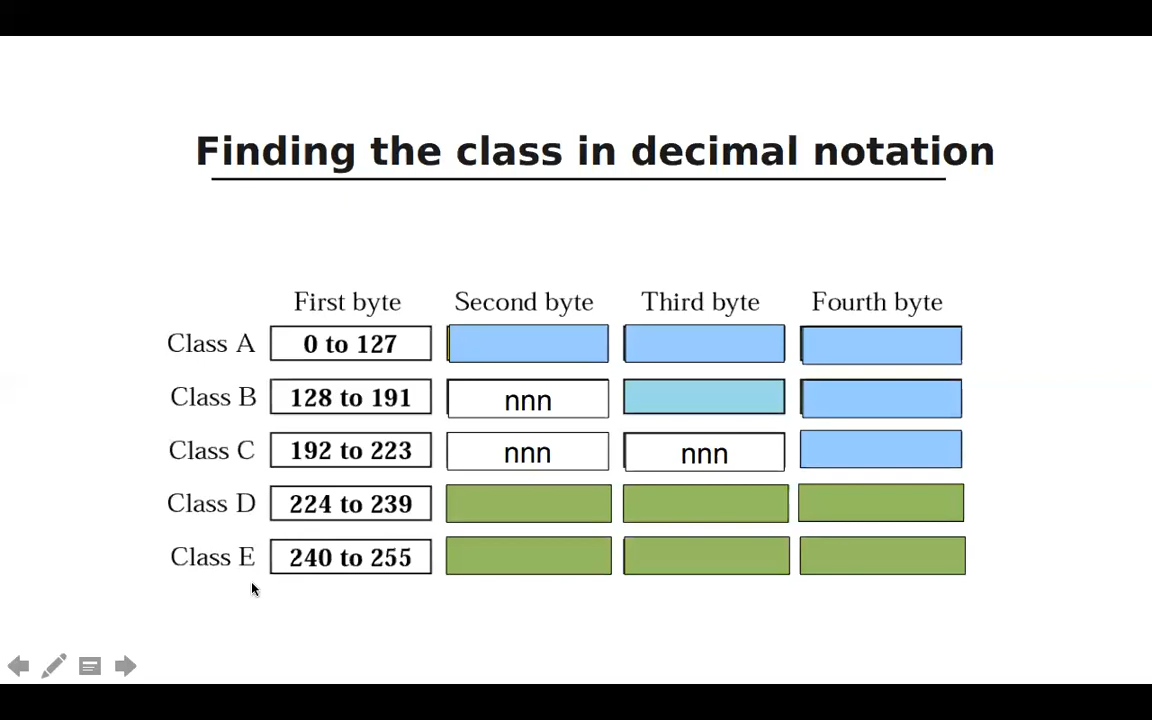 Finding the class in decimal notation
First byte Second byte Third byte Fourth byte
Class A 0 to 127
Class B 128 to 191 nnn
Class C 192 to 223 nnn nnn
Class D 224 to 239
Class E 240 to 255